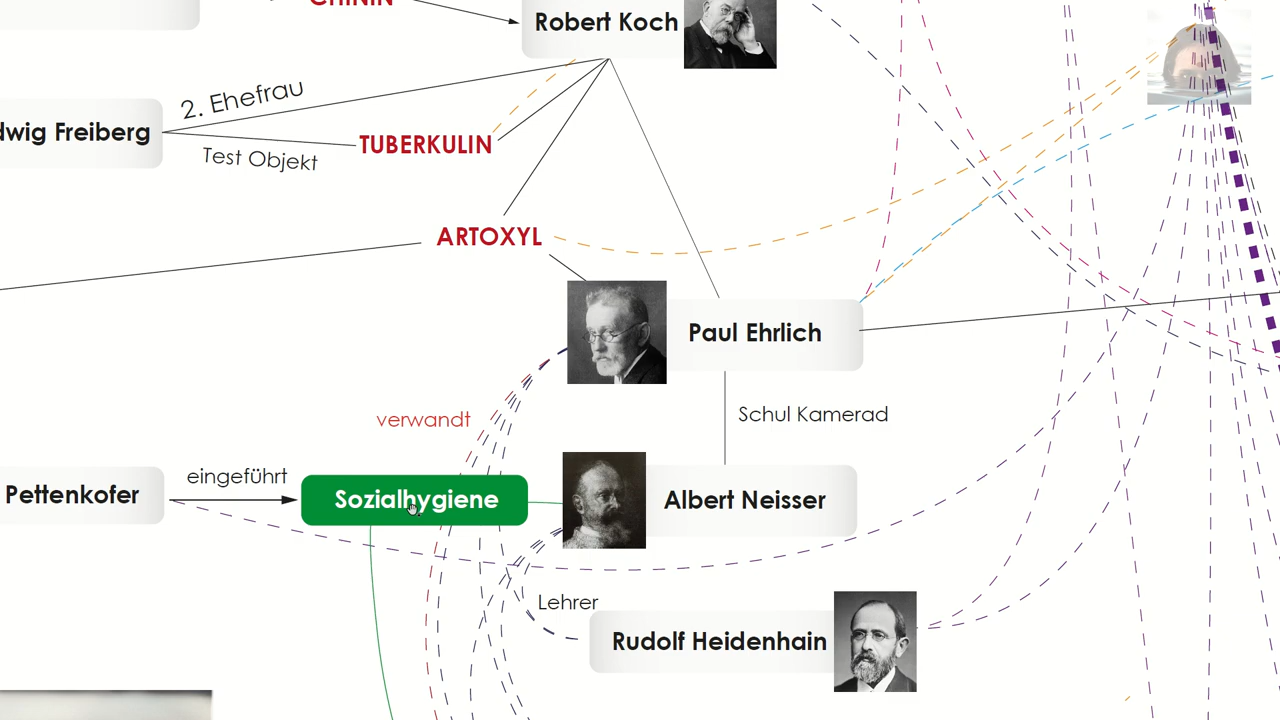 Robert Koch
2. Ehefrau
dwig Freiberg
TUBERKULIN
Test Objekt
ARTOXYL
Paul Ehrlich
verwandt
Schul Kamerad
eingeführt
Pettenkofer
Sozialhygiene
Albert Neisser
Lehrer
Rudolf Heidenhain